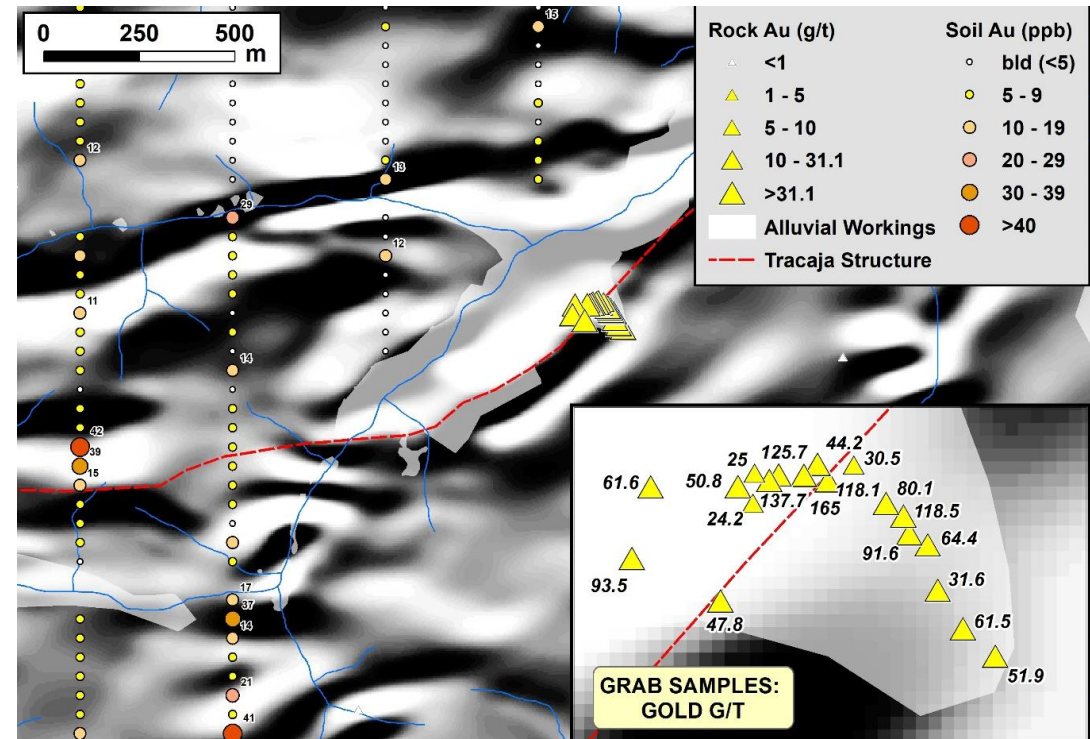 0 250 500
m
Rock Au (g/t)
<1
1 - 5
5 - 10
10 - 31.1
>31.1
Alluvial Workings
Tracaja Structure
Soil Au (ppb)
bld (<5)
5 - 9
10 - 19
20 - 29
30 - 39
>40
15
12
13
29
12
11
14
42
39
15
17
37
14
21
41
44.2
125.7
25
30.5
61.6
50.8
80.1
118.1
137.7
165
24.2
118.5
64.4
91.6
93.5
31.6
47.8
61.5
51.9
GRAB SAMPLES:
GOLD G/T